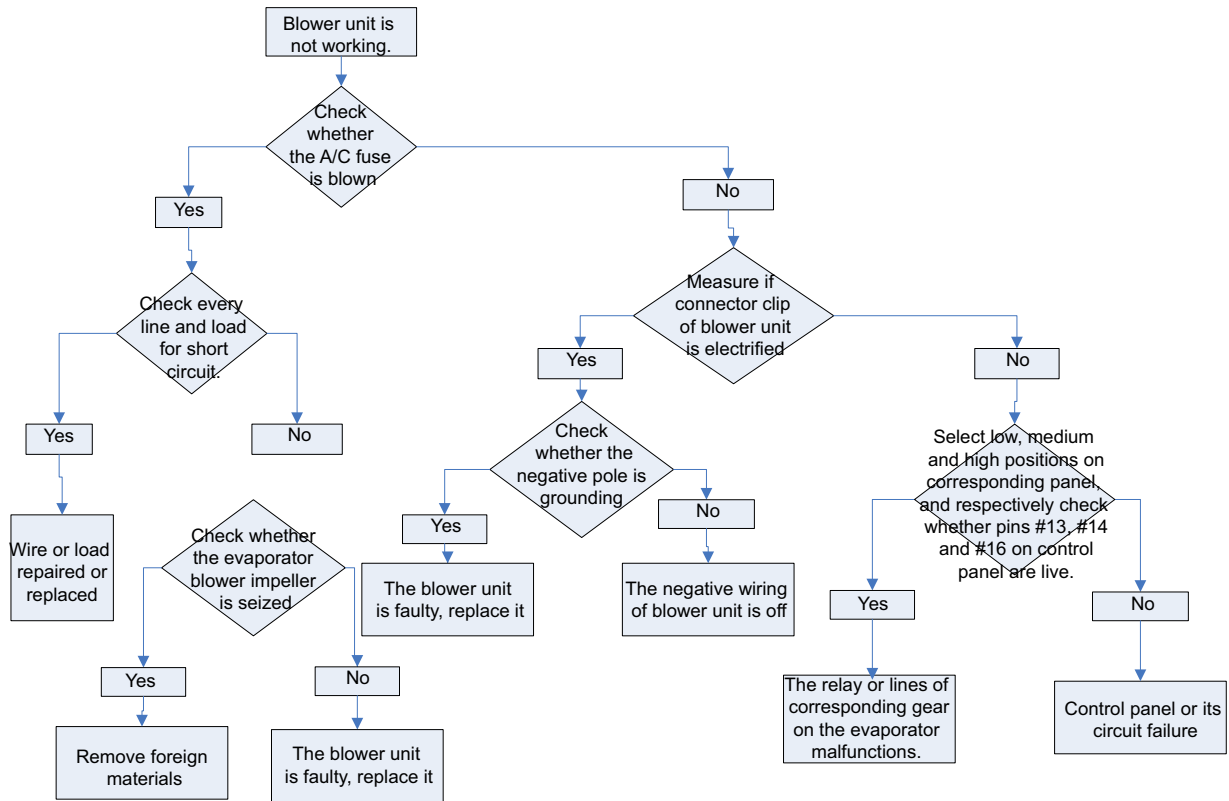 Blower unit is
not working.
Check
whether
the A/C fuse
is blown
Yes
No
Check every
line and load
for short
circuit.
Measure if
connector clip
of blower unit
is electrified
Yes
No
Yes
No
Wire or load
repaired or
replaced
Check whether
the evaporator
blower impeller
is seized
Yes
No
Remove foreign
materials
The blower unit
is faulty, replace it
Check
whether the
negative pole is
grounding
Yes
No
The blower unit
is faulty, replace it
The negative wiring
of blower unit is off
Select low, medium
and high positions on
corresponding panel,
and respectively check
whether pins #13, #14
and #16 on control
panel are live.
Yes
No
The relay or lines of
corresponding gear
on the evaporator
malfunctions.
Control panel or its
circuit failure